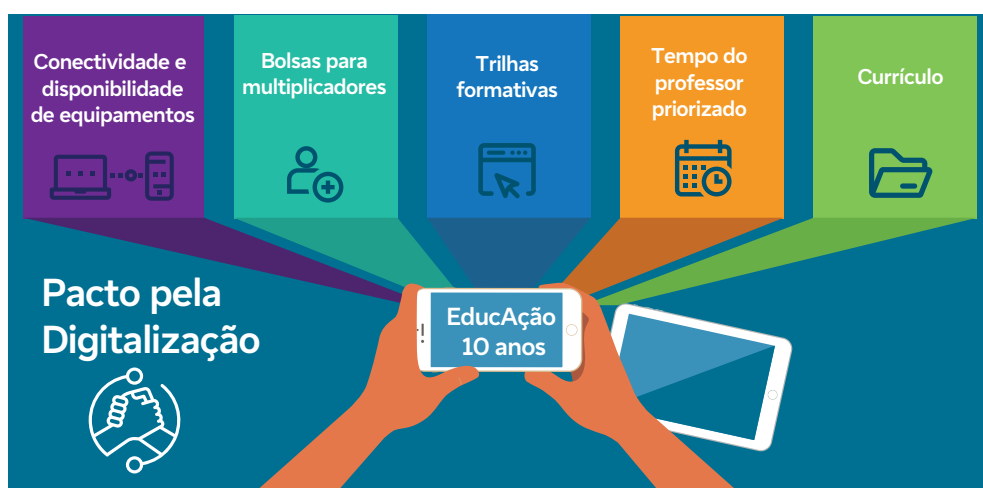 Conectividade e
disponibilidade
de equipamentos
Bolsas para
multiplicadores
Trilhas
formativas
Tempo do
professor
priorizado
Currículo
Pacto pela
Digitalização
EducAção
10 anos